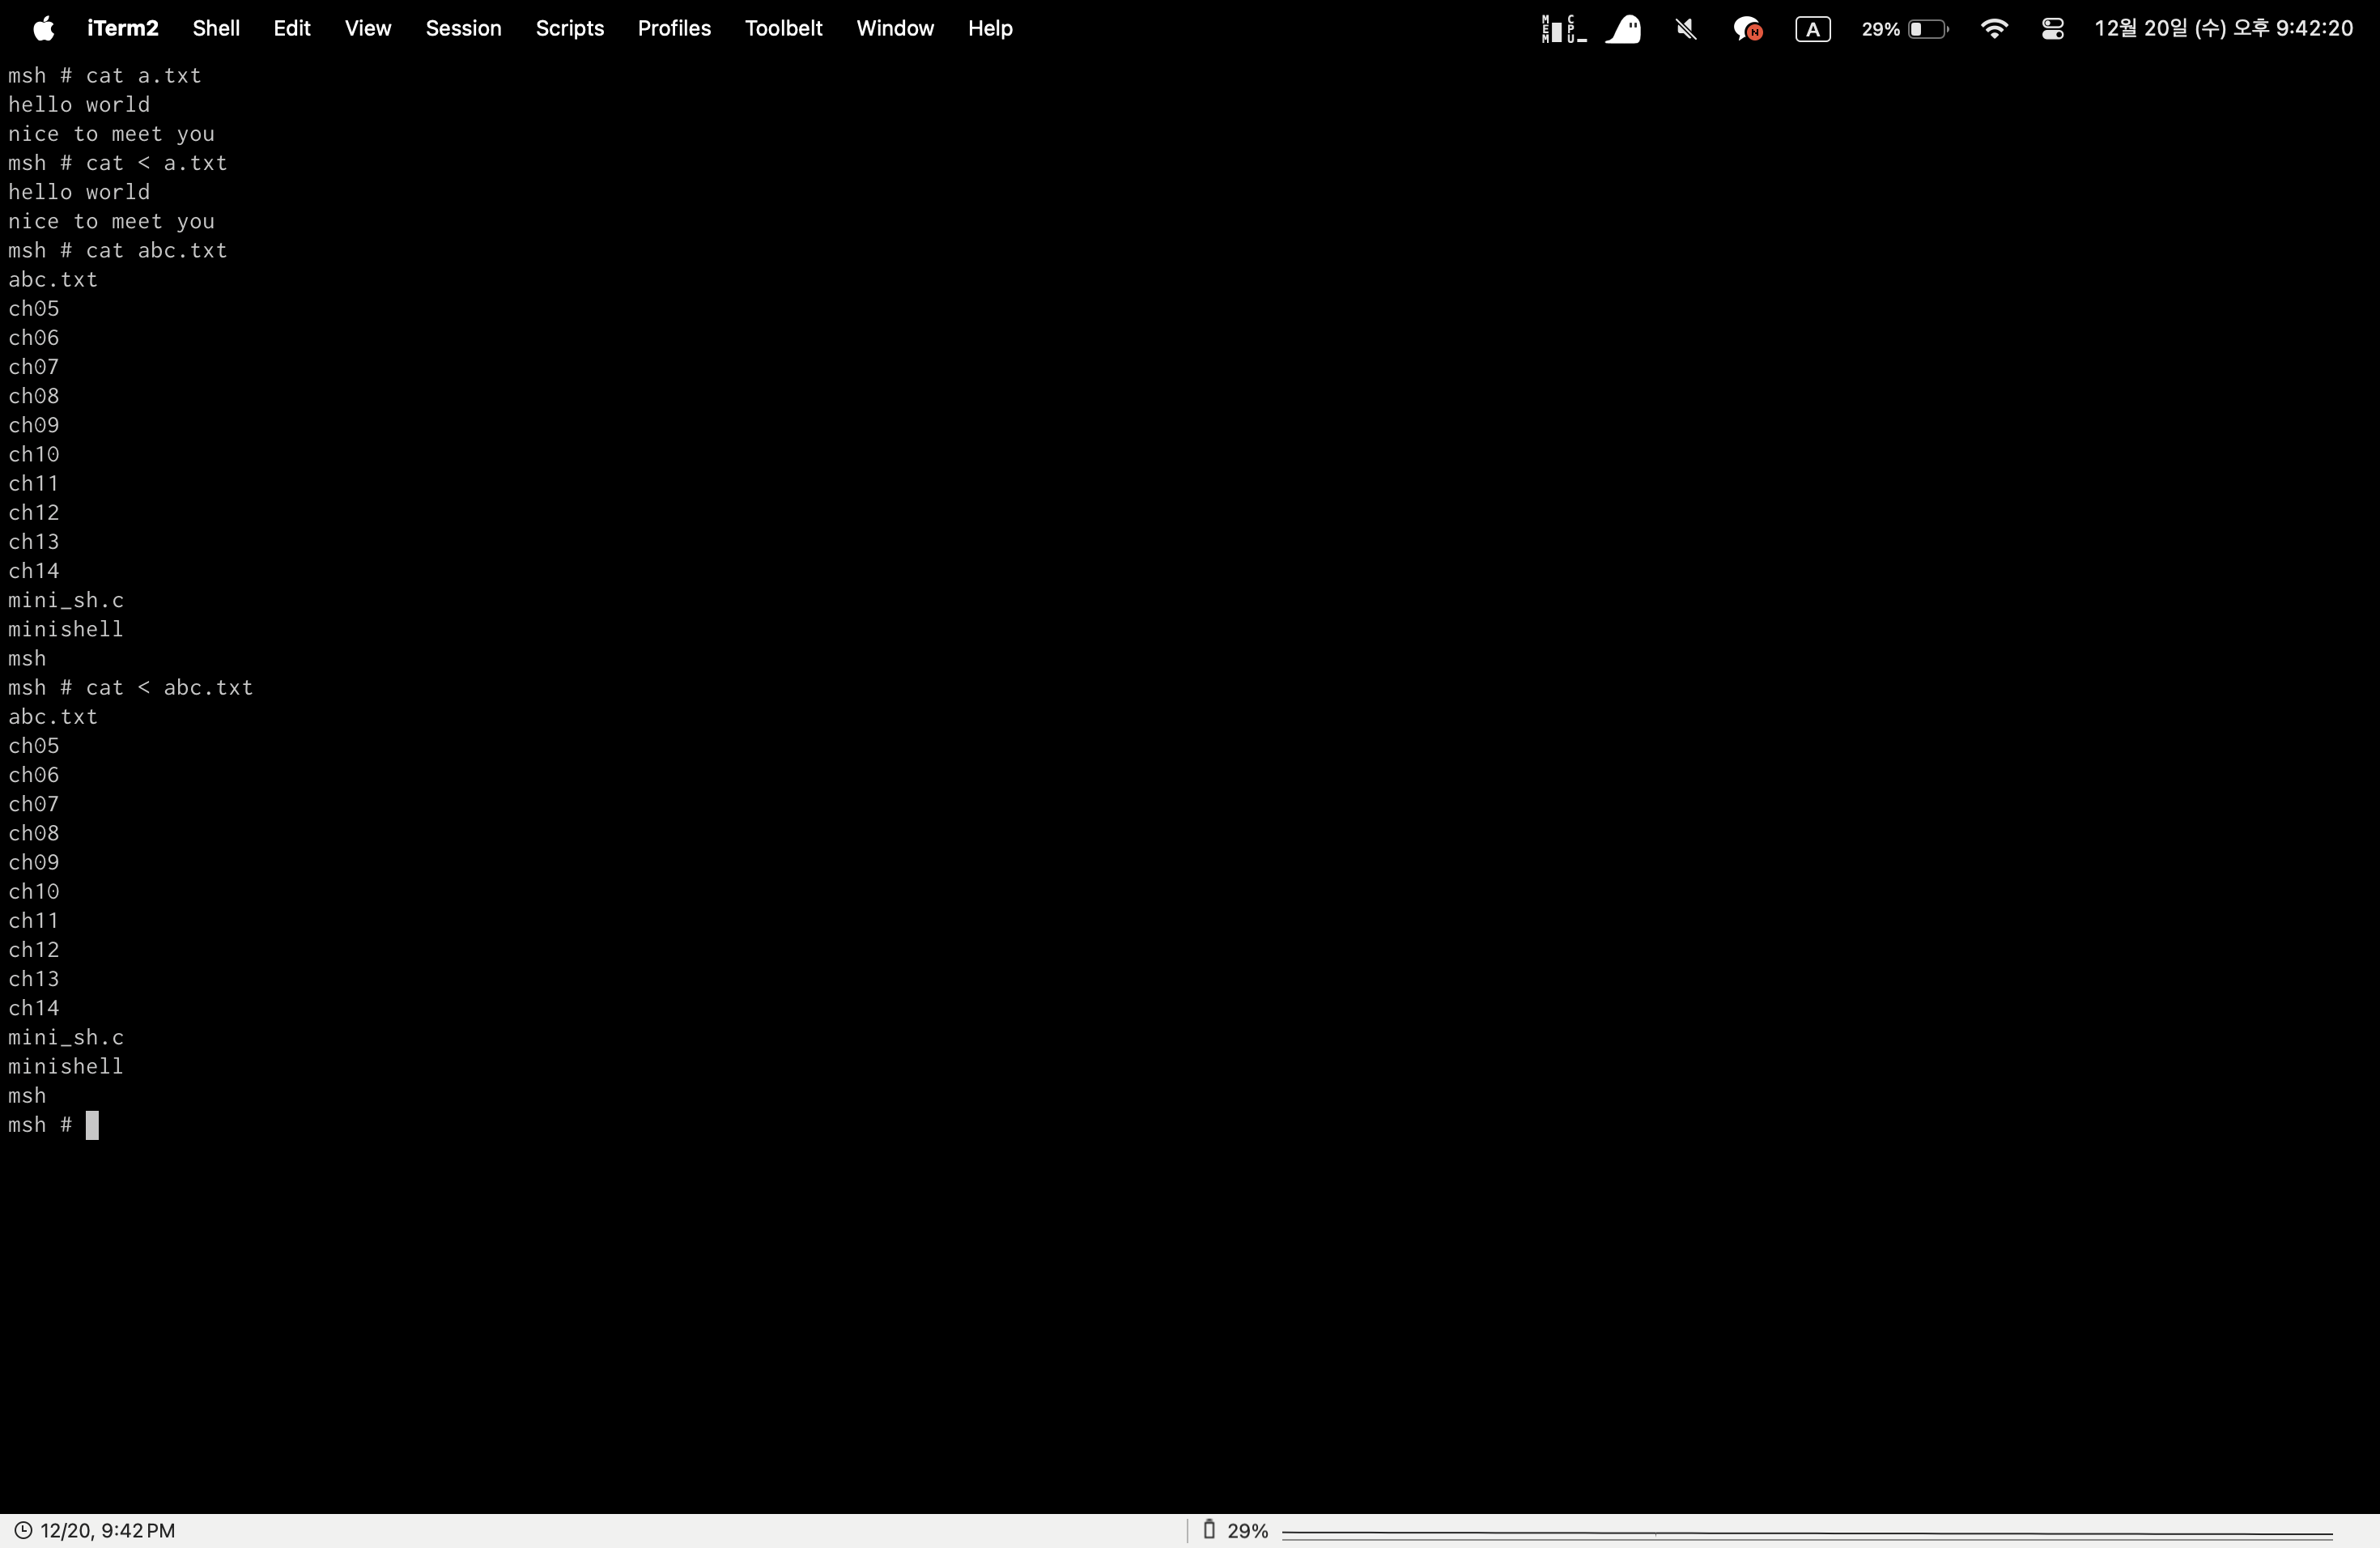 iTerm2 Shell Edit View Session Scripts Profiles Toolbelt Window Help MEM CPU N A 29% 12월 20일 (수) 오후 9:42:20
msh # cat a.txt
hello world
nice to meet you
msh # cat < a.txt
hello world
nice to meet you
msh # cat abc.txt
abc.txt
ch05
ch06
ch07
ch08
ch09
ch10
ch11
ch12
ch13
ch14
mini_sh.c
minishell
msh
msh # cat < abc.txt
abc.txt
ch05
ch06
ch07
ch08
ch09
ch10
ch11
ch12
ch13
ch14
mini_sh.c
minishell
msh
msh #
12/20, 9:42 PM 29%